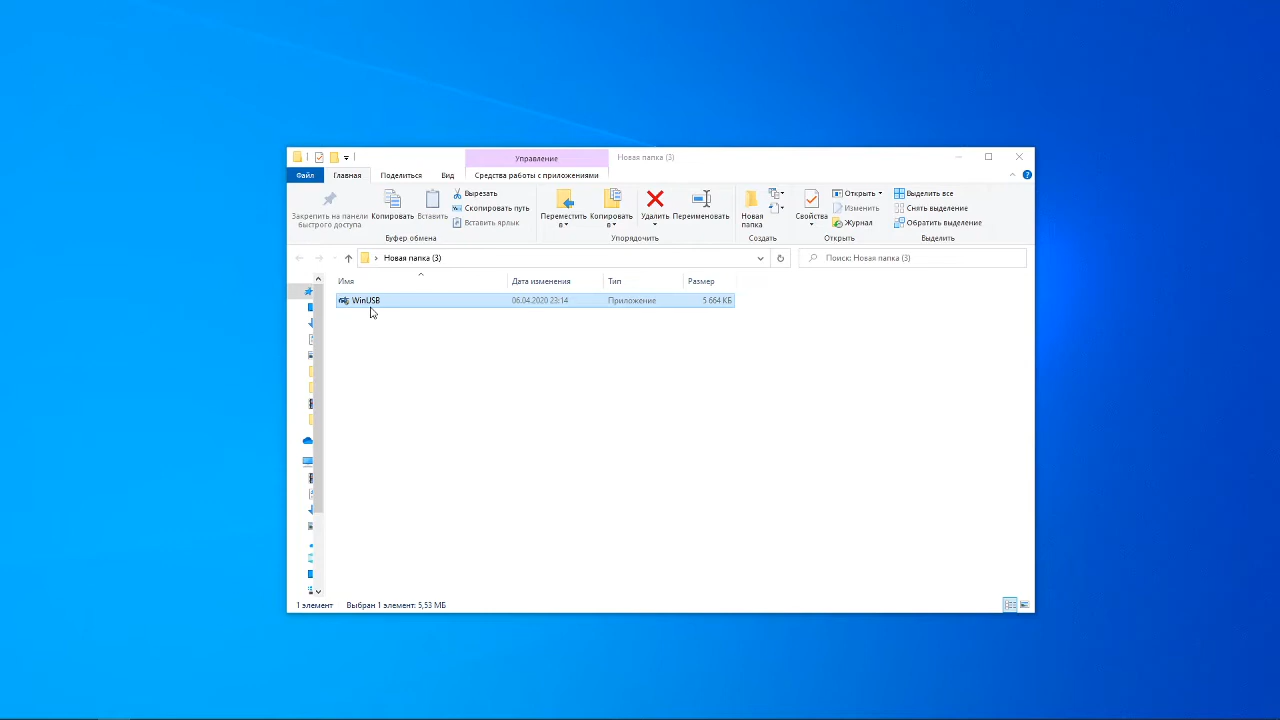 Управление
Новая папка (3)
Файл
Главная
Поделиться
Вид
Средства работы с приложениями
Закрепить на панели
быстрого доступа
Копировать
Вставить
Вырезать
Скопировать путь
Вставить ярлык
Буфер обмена
Переместить
в
Копировать
в
Удалить
Переименовать
Упорядочить
Новая
папка
Создать
Свойства
Открыть
Изменить
Журнал
Открыть
Выделить все
Снять выделение
Обратить выделение
Выделить
Новая папка (3)
Поиск: Новая папка (3)
Имя
Дата изменения
Тип
Размер
WinUSB
06.04.2020 23:14
Приложение
5 664 КБ
1 элемент
Выбран 1 элемент: 5,53 МБ